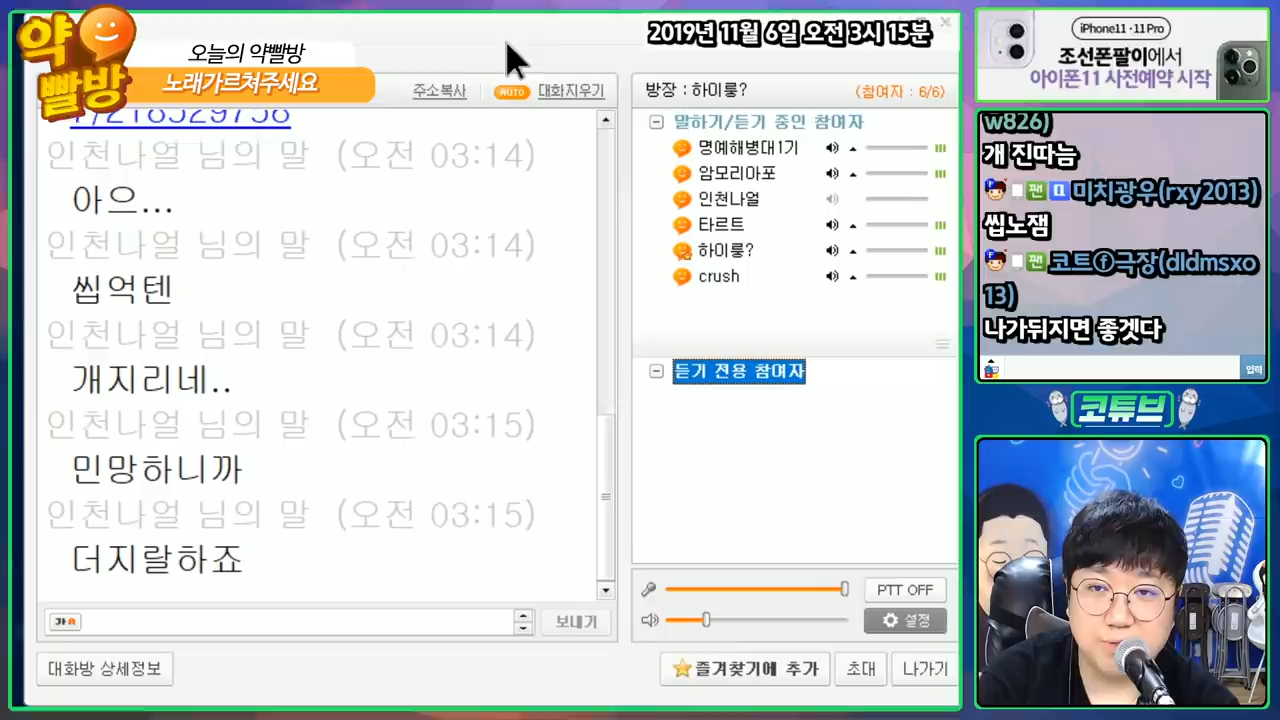 약빨방
오늘의 약빨방
노래가르쳐주세요
2019년 11월 6일 오전 3시 15분
주소복사
AUTO
대화지우기
인천나얼 님의 말 (오전 03:14)
아으...
인천나얼 님의 말 (오전 03:14)
씹억텐
인천나얼 님의 말 (오전 03:14)
개지리네..
인천나얼 님의 말 (오전 03:15)
민망하니까
인천나얼 님의 말 (오전 03:15)
더지랄하죠
가
보내기
대화방 상세정보
방장 : 하미룽?
(참여자 : 6/6)
말하기/듣기 중인 참여자
명예해병대1기
암모리아포
인천나얼
타르트
하미룽?
crush
듣기 전용 참여자
PTT OFF
설정
즐겨찾기에 추가
초대
나가기
iPhone11 · 11 Pro
조선폰팔이에서
아이폰11 사전예약 시작
w826)
개 진따늠
팬 미치광우(rxy2013)
씹노잼
팬 코트ⓕ극장(dldmsxo
13)
나가뒤지면 좋겟다
입력
코튜브